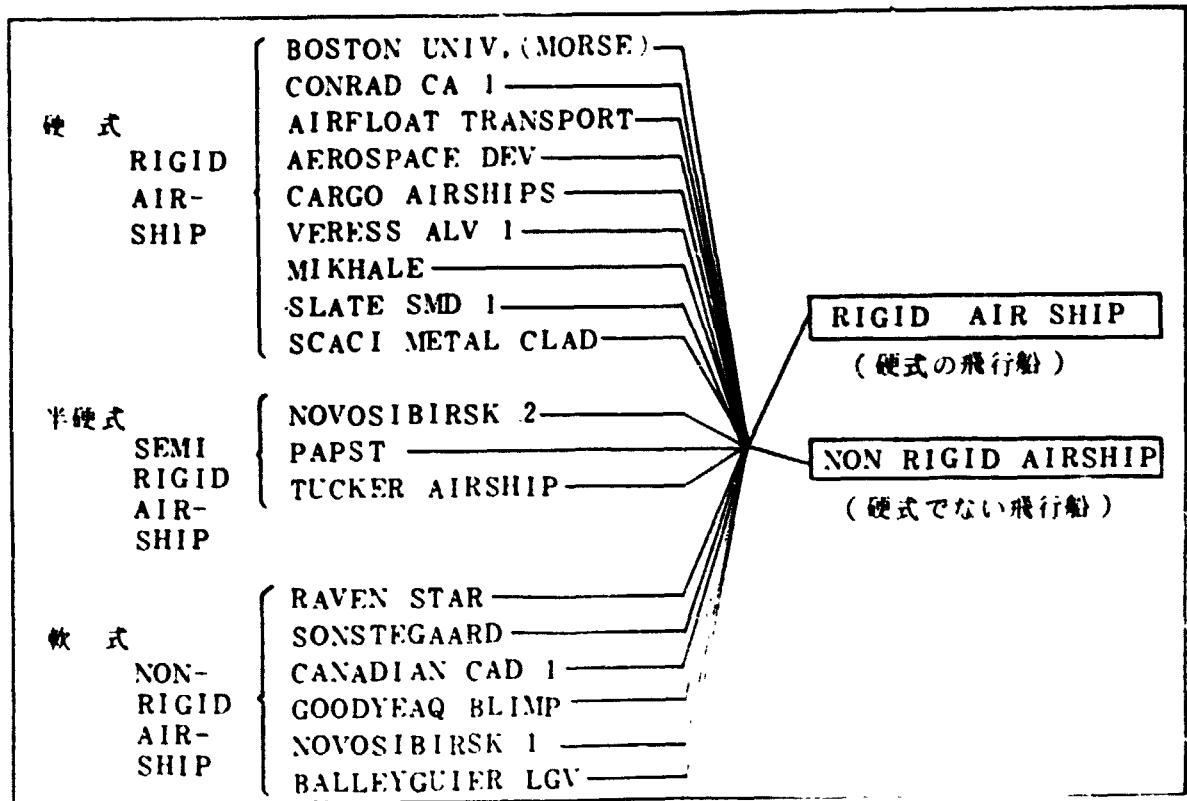 硬 式
RIGID
AIR-
SHIP
BOSTON UNIV.(MORSE)
CONRAD CA 1
AIRFLOAT TRANSPORT
AEROSPACE DEV
CARGO AIRSHIPS
VERESS ALV 1
MIKHALE
SLATE SMD 1
SCACI METAL CLAD
半硬式
SEMI
RIGID
AIR-
SHIP
NOVOSIBIRSK 2
PAPST
TUCKER AIRSHIP
軟 式
NON-
RIGID
AIR-
SHIP
RAVEN STAR
SONSTEGAARD
CANADIAN CAD 1
GOODYEAQ BLIMP
NOVOSIBIRSK 1
BALLEYGUIER LGV
RIGID AIR SHIP
(硬式の飛行船)
NON RIGID AIRSHIP
(硬式でない飛行船)